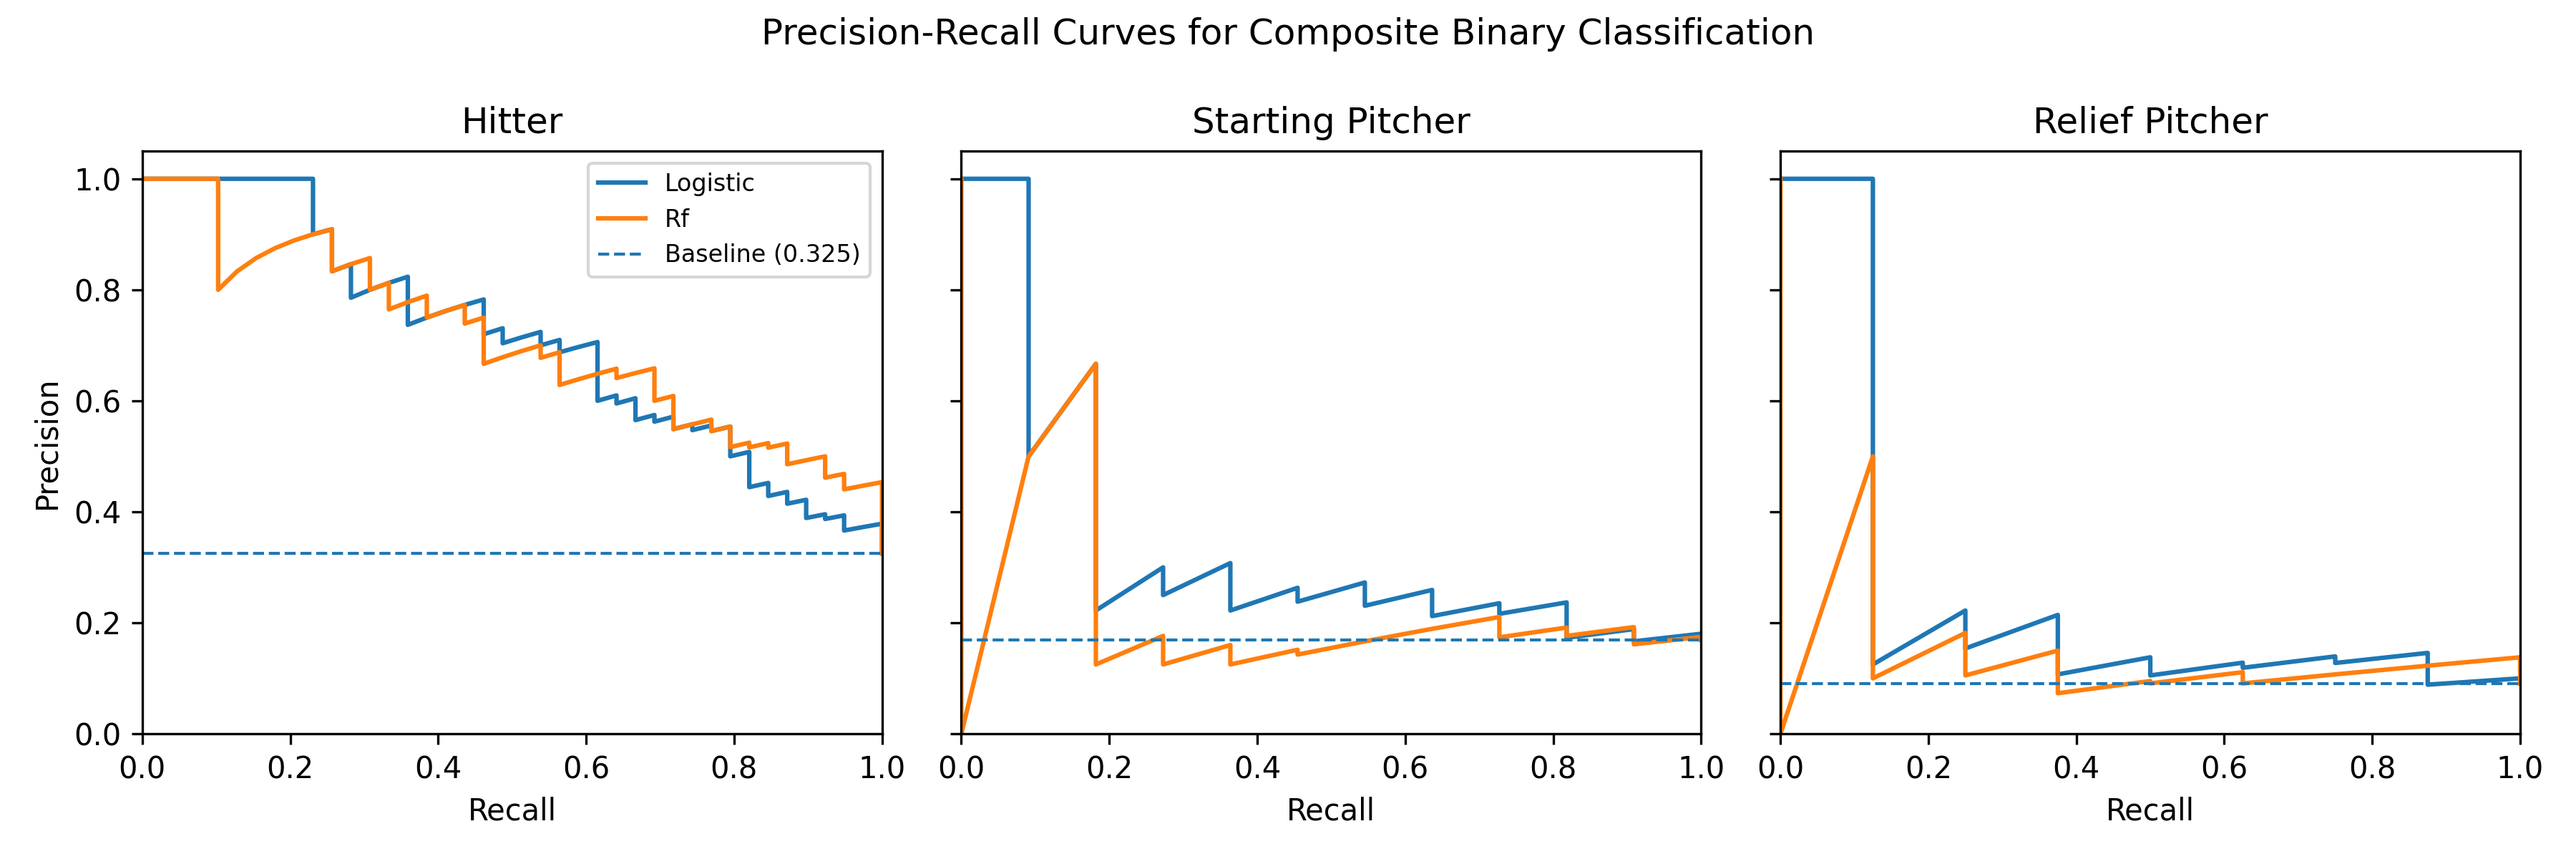 Precision-Recall Curves for Composite Binary Classification
Hitter
Starting Pitcher
Relief Pitcher
Logistic
Rf
Baseline (0.325)
Precision
1.0
0.8
0.6
0.4
0.2
0.0
0.0 0.2 0.4 0.6 0.8 1.0
0.0 0.2 0.4 0.6 0.8 1.0
0.0 0.2 0.4 0.6 0.8 1.0
Recall
Recall
Recall